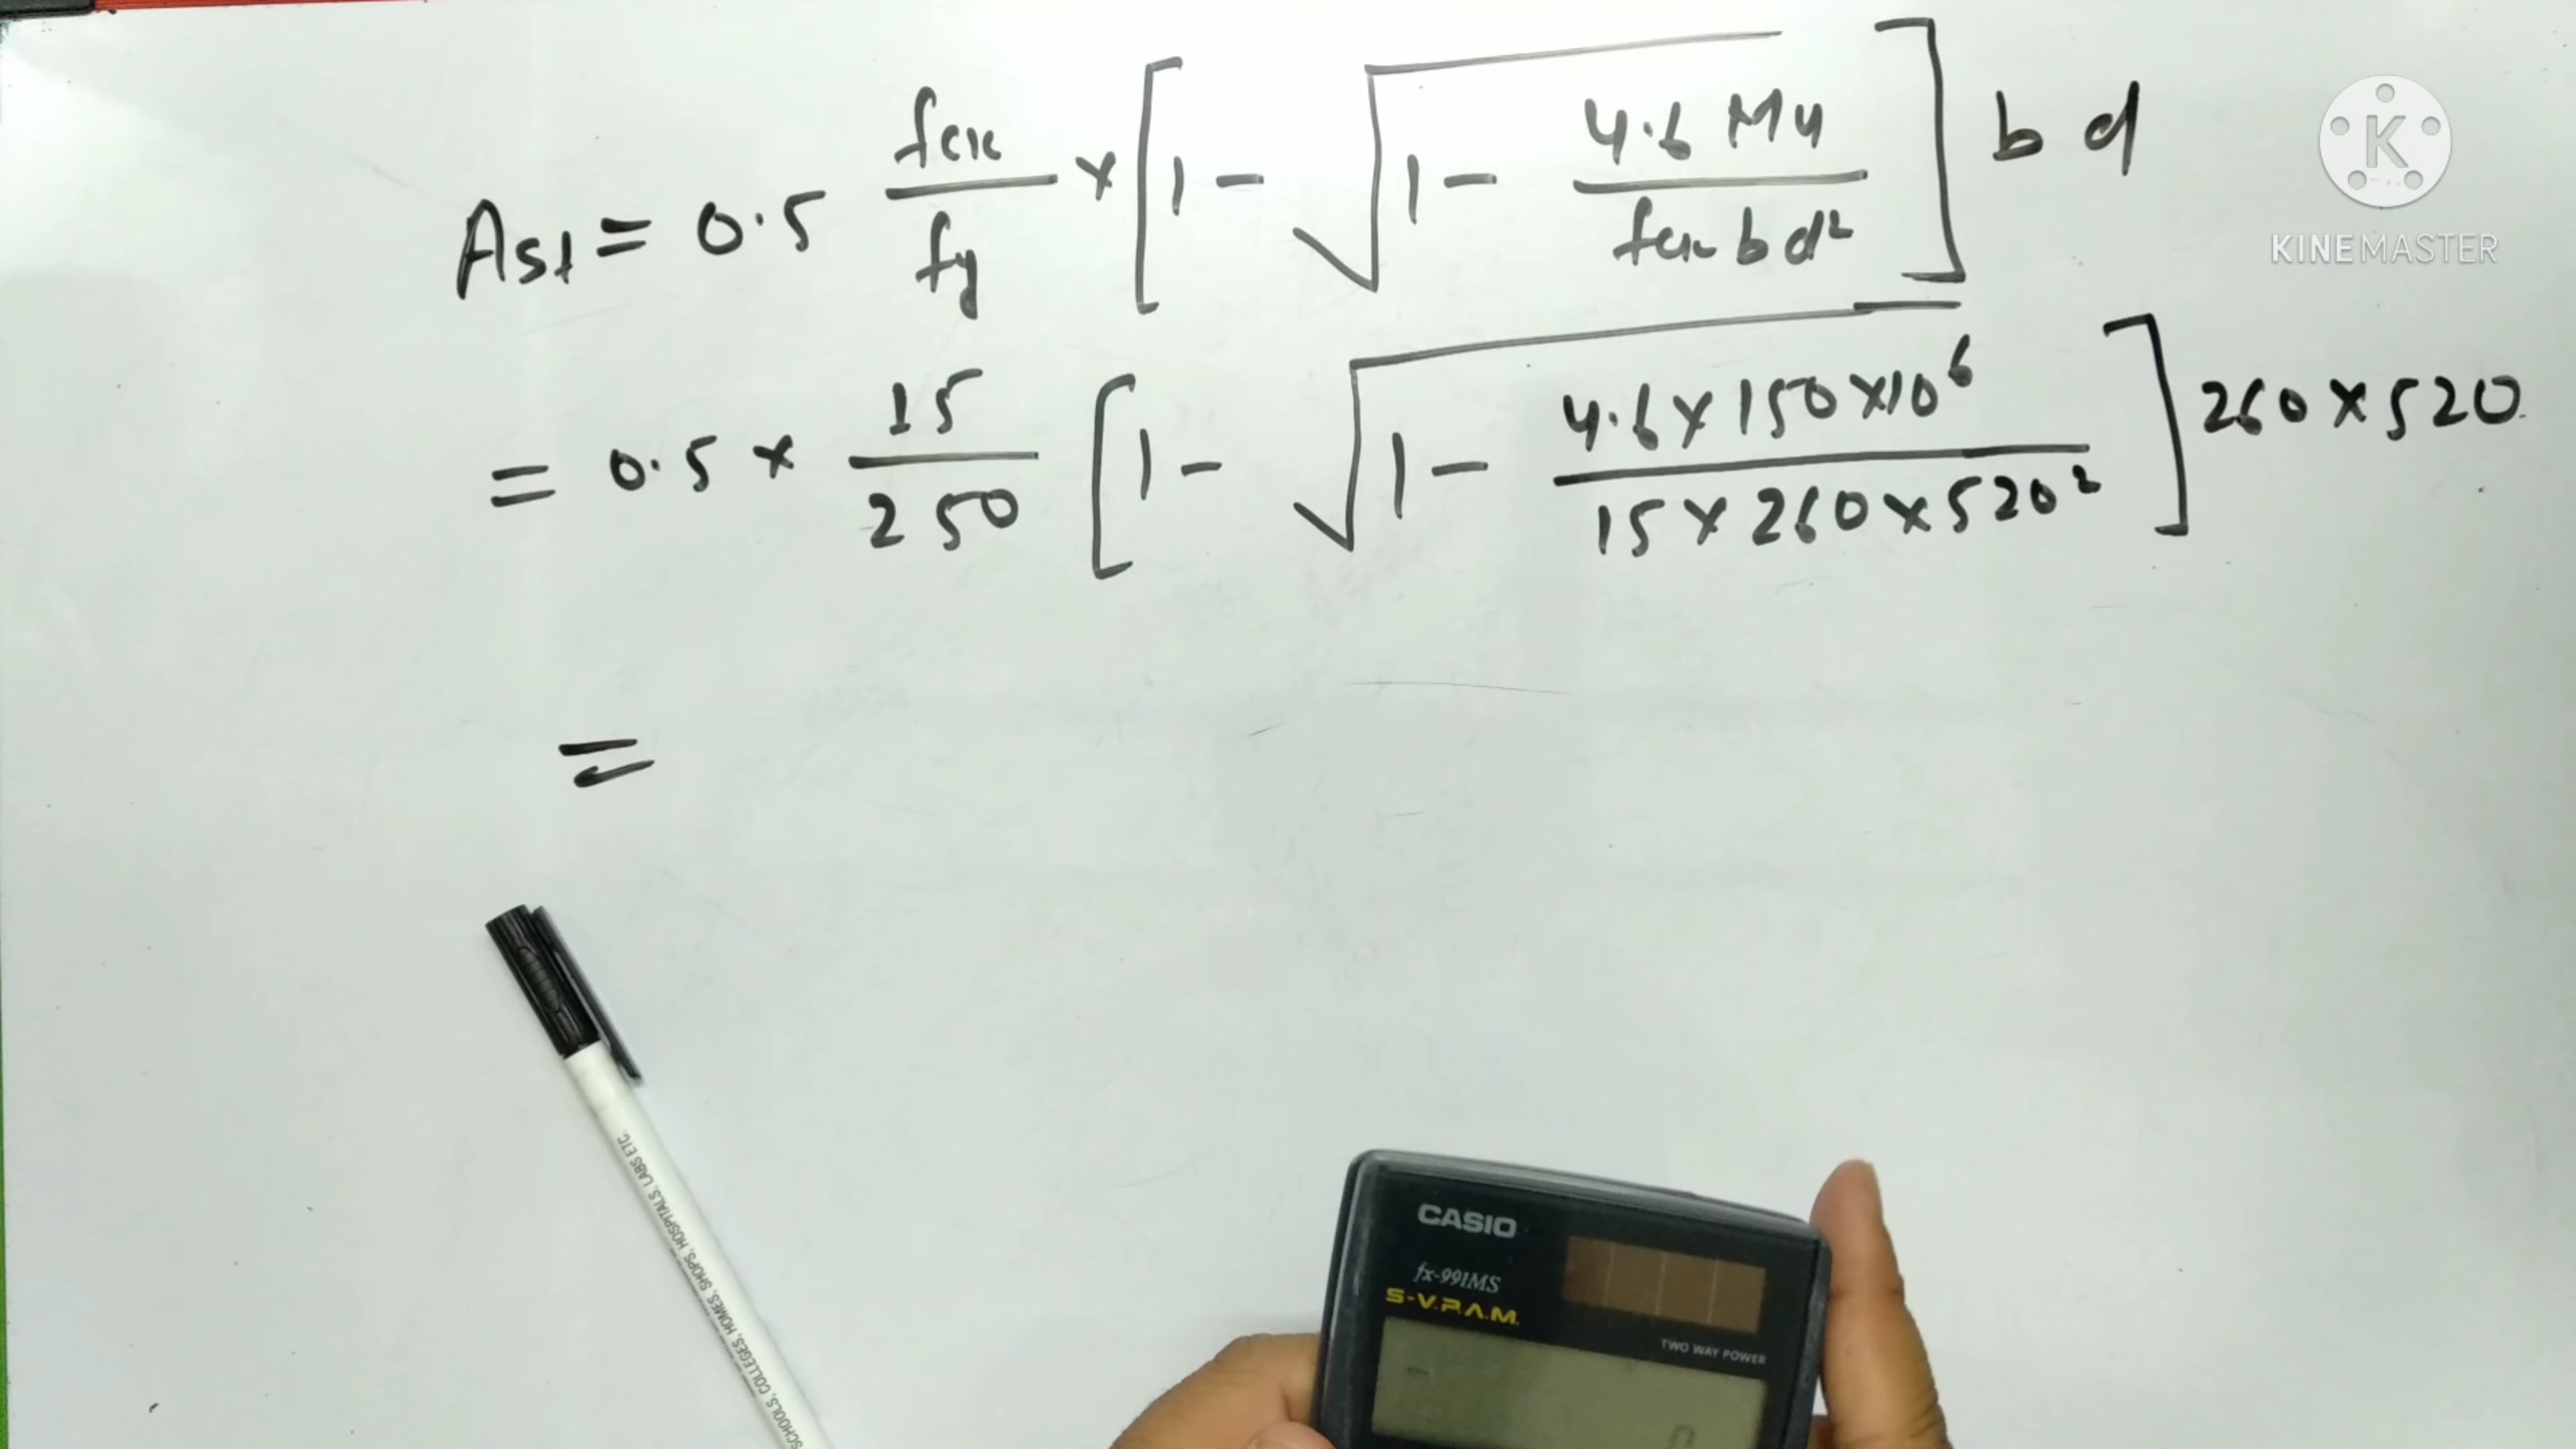 Ast = 0.5 fck/fy × [1 - √(1 - 4.6 Mu / fck b d²)] b d
= 0.5 × 15/250 [1 - √(1 - 4.6 × 150 × 10⁶ / 15 × 260 × 520²)] 260 × 520
=
K
KINEMASTER
SCHOOLS, COLLEGES, HOMES, SHOPS, HOSPITALS, LABS ETC.
CASIO
fx-991MS
S-V.P.A.M.
TWO WAY POWER
0